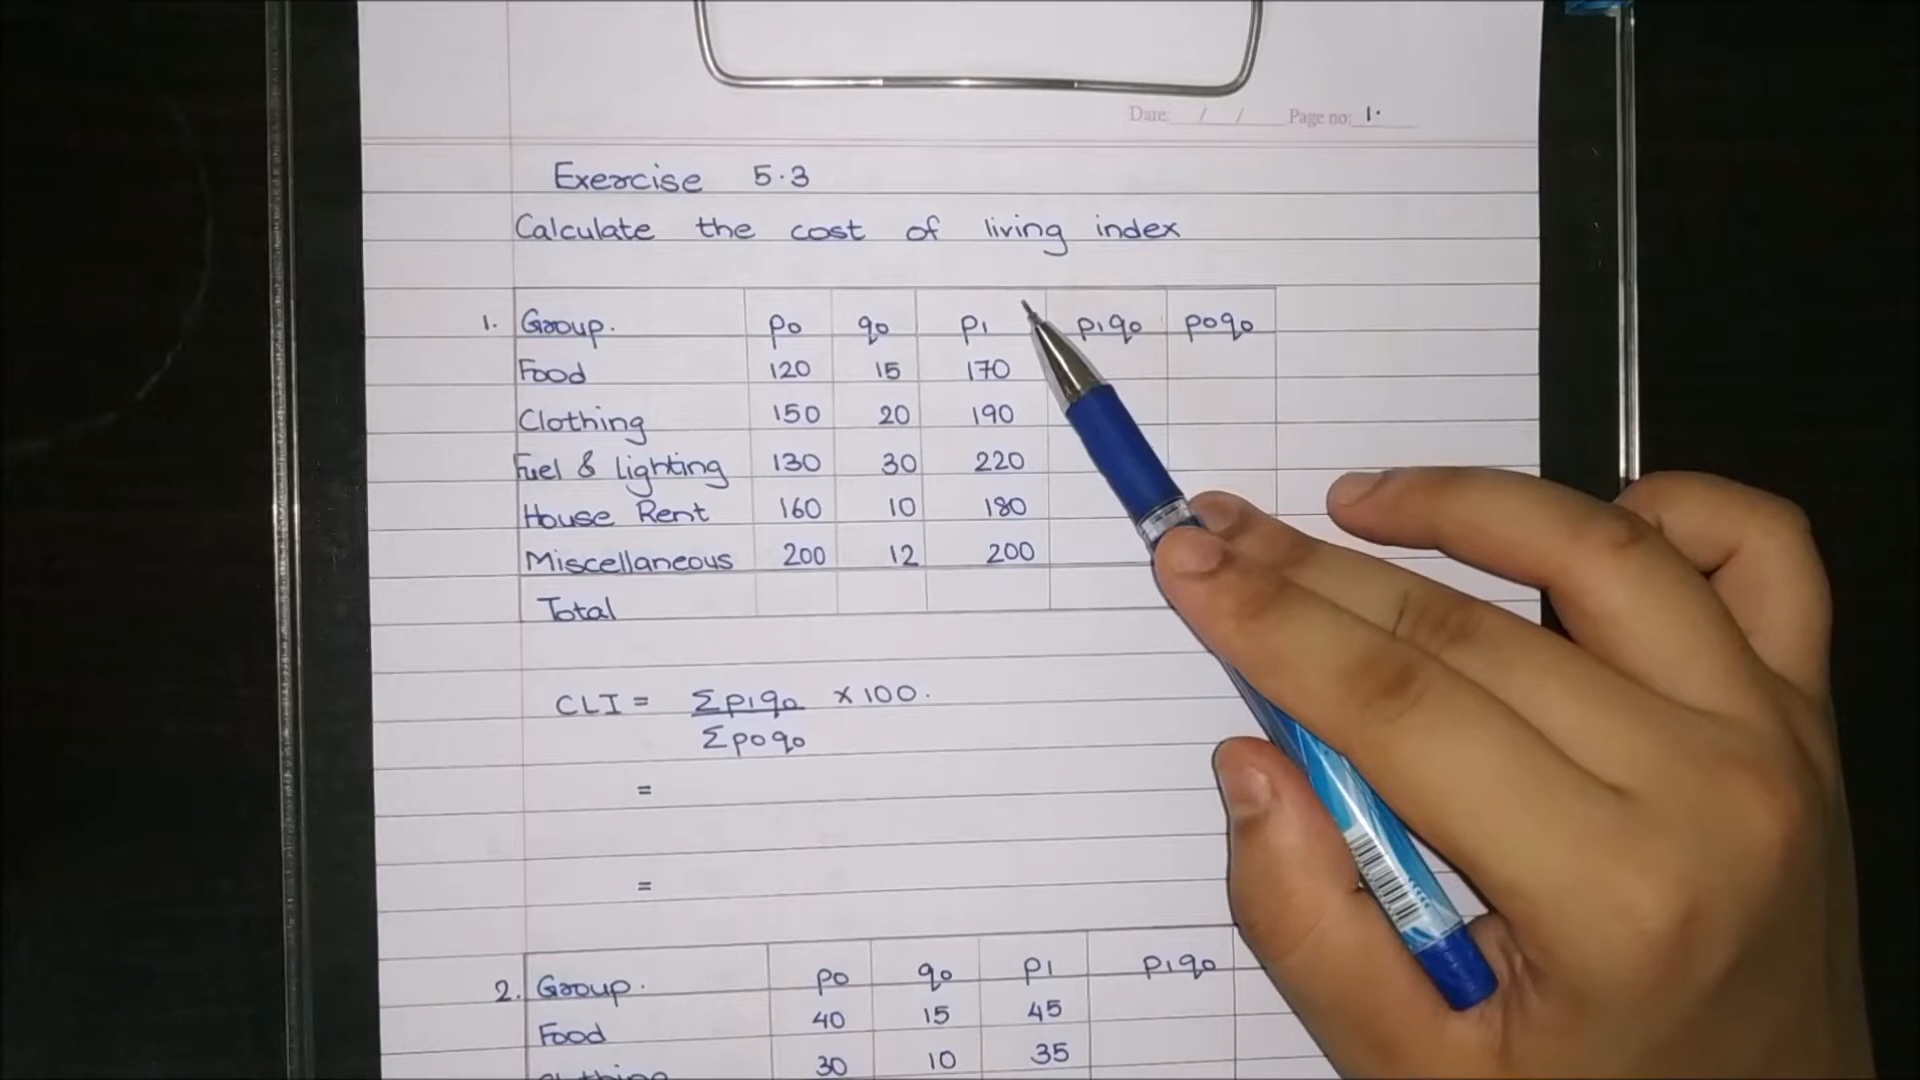 Date / / Page no: 1.
Exercise 5.3
Calculate the cost of living index
1. Group. p0 q0 p1 p1q0 p0q0
Food 120 15 170
Clothing 150 20 190
Fuel & lighting 130 30 220
House Rent 160 10 180
Miscellaneous 200 12 200
Total
CLI = Σp1q0 × 100.
Σp0q0
=
=
2. Group. p0 q0 p1 p1q0
Food 40 15 45
30 10 35